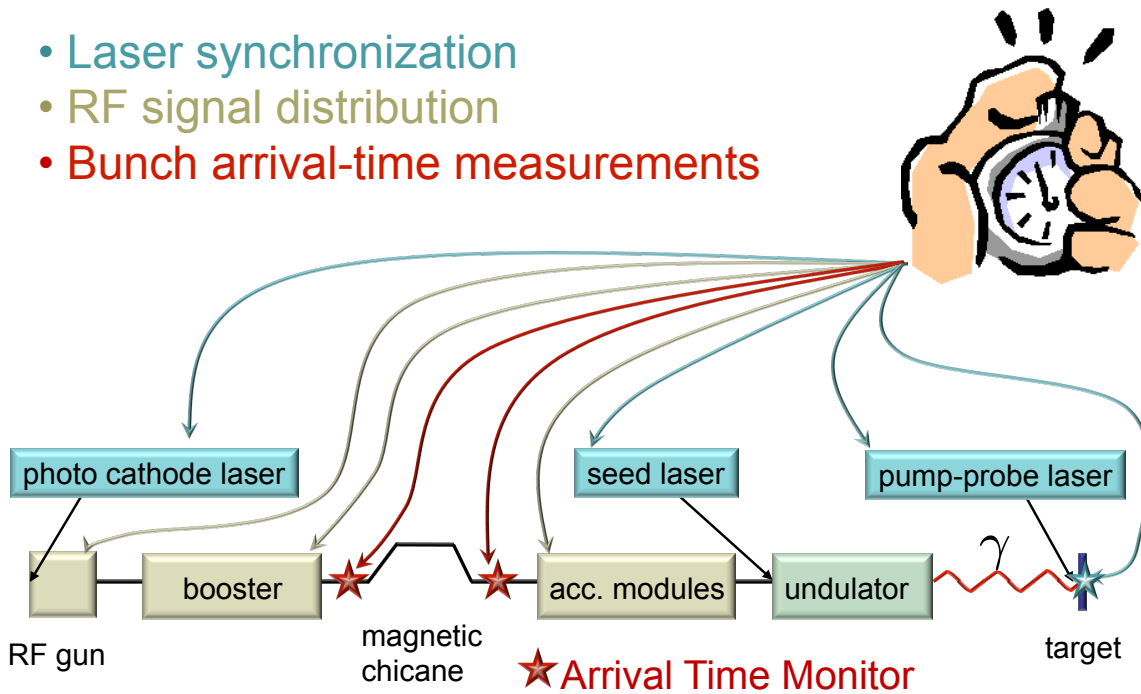 • Laser synchronization
• RF signal distribution
• Bunch arrival-time measurements
photo cathode laser
seed laser
pump-probe laser
booster
acc. modules
undulator
γ
RF gun
magnetic
chicane
target
Arrival Time Monitor